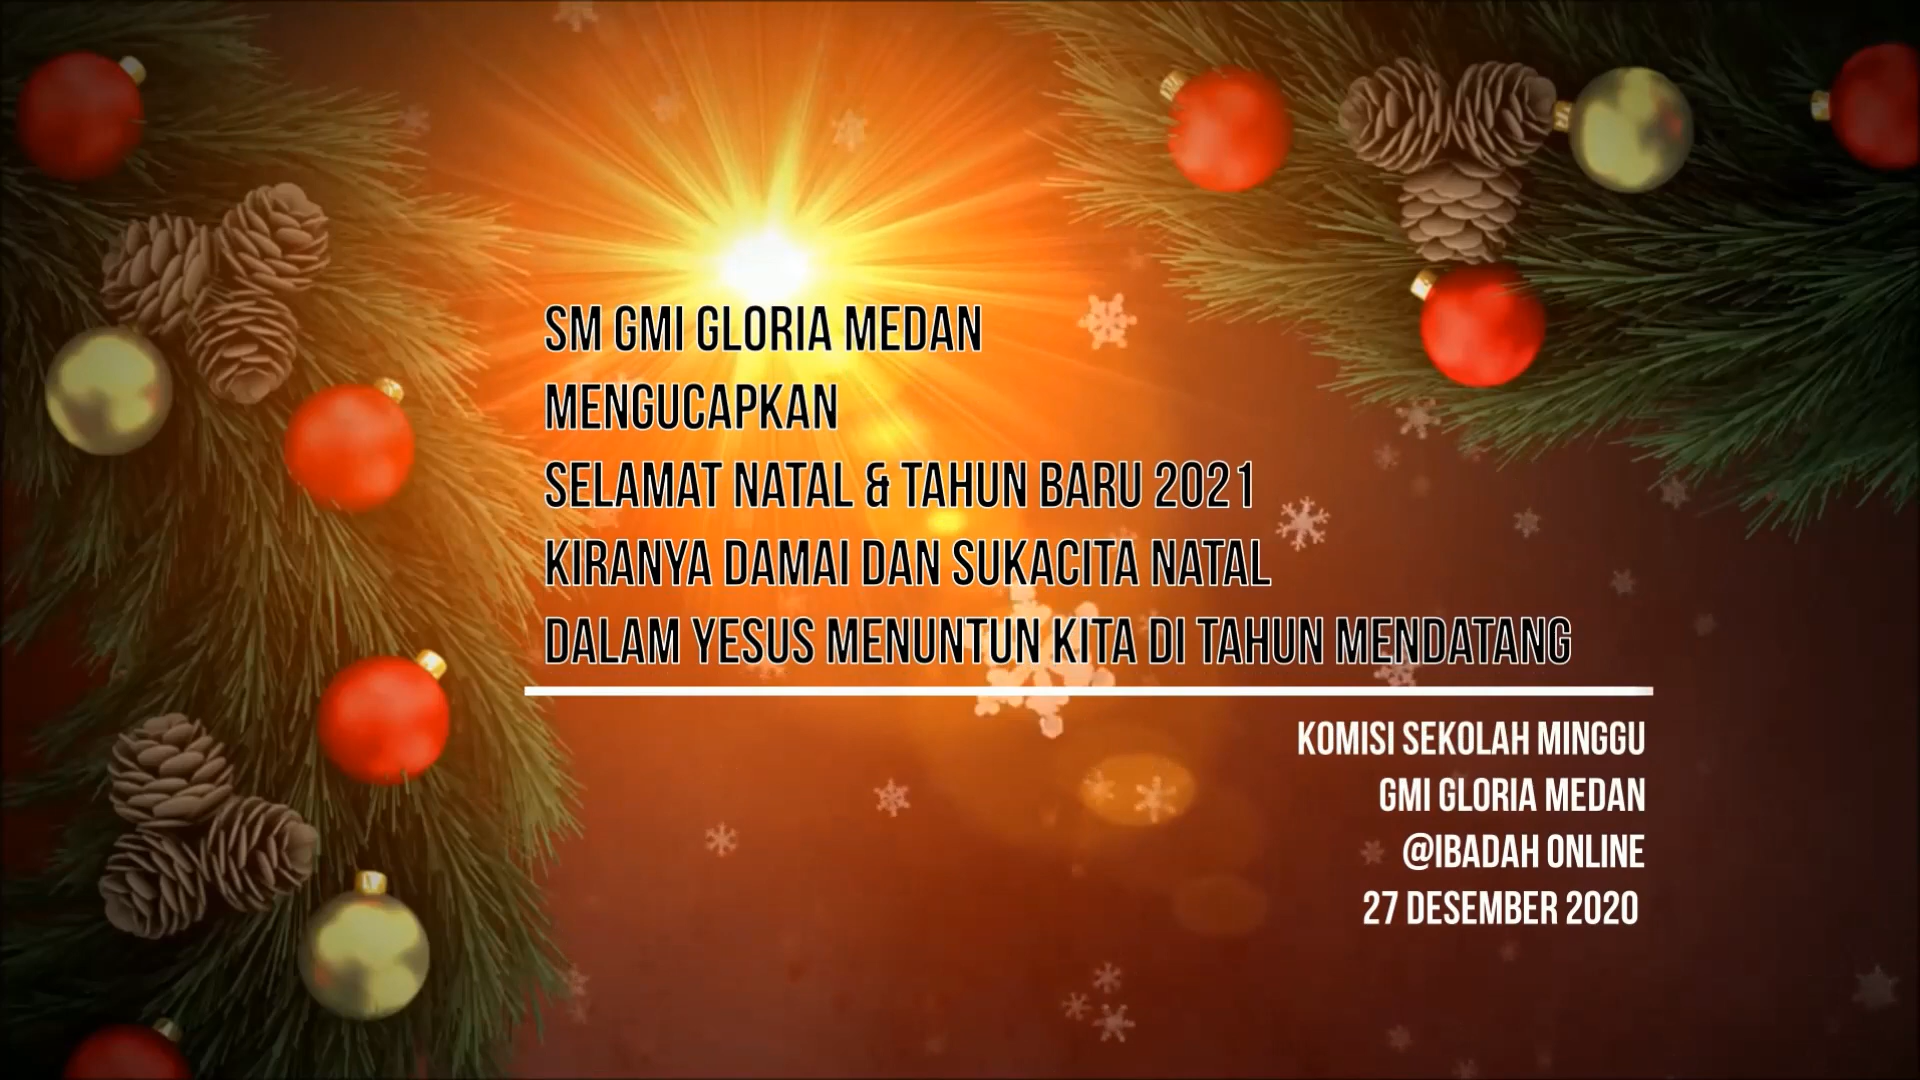 SM GMI GLORIA MEDAN
MENGUCAPKAN
SELAMAT NATAL & TAHUN BARU 2021
KIRANYA DAMAI DAN SUKACITA NATAL
DALAM YESUS MENUNTUN KITA DI TAHUN MENDATANG
KOMISI SEKOLAH MINGGU
GMI GLORIA MEDAN
@IBADAH ONLINE
27 DESEMBER 2020